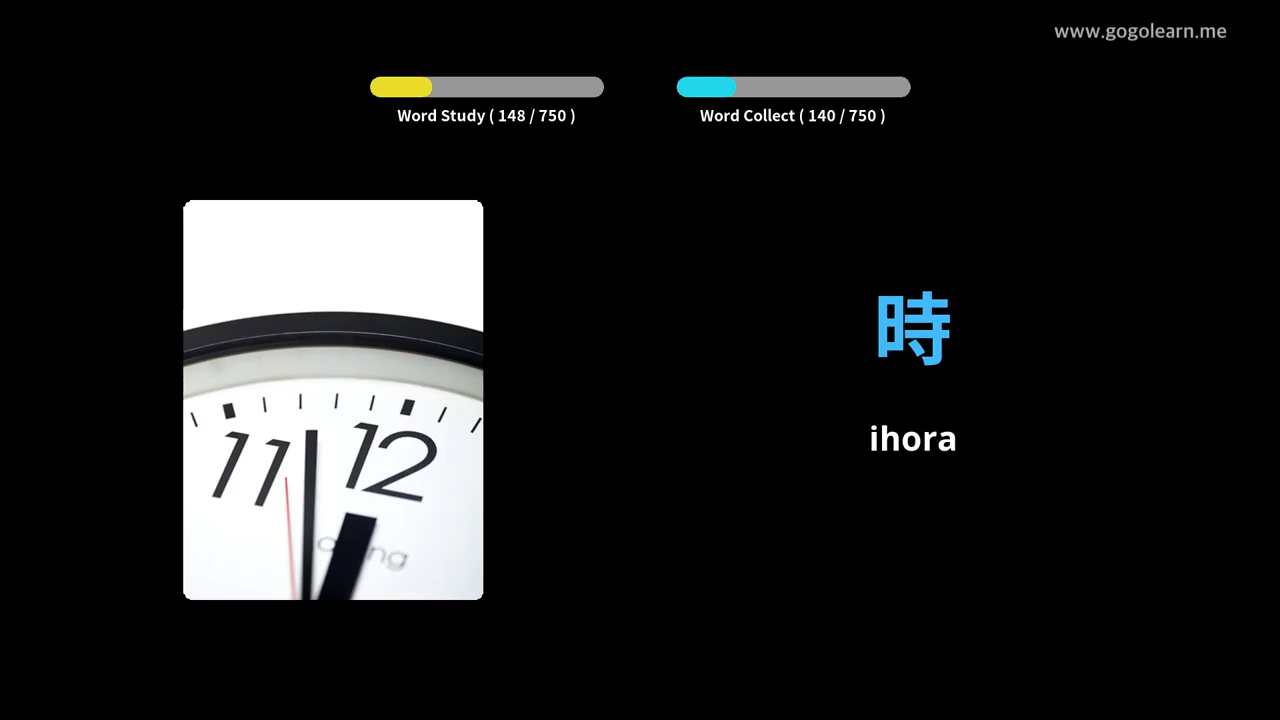 www.gogolearn.me
Word Study ( 148 / 750 )
Word Collect ( 140 / 750 )
時
ihora
11
12